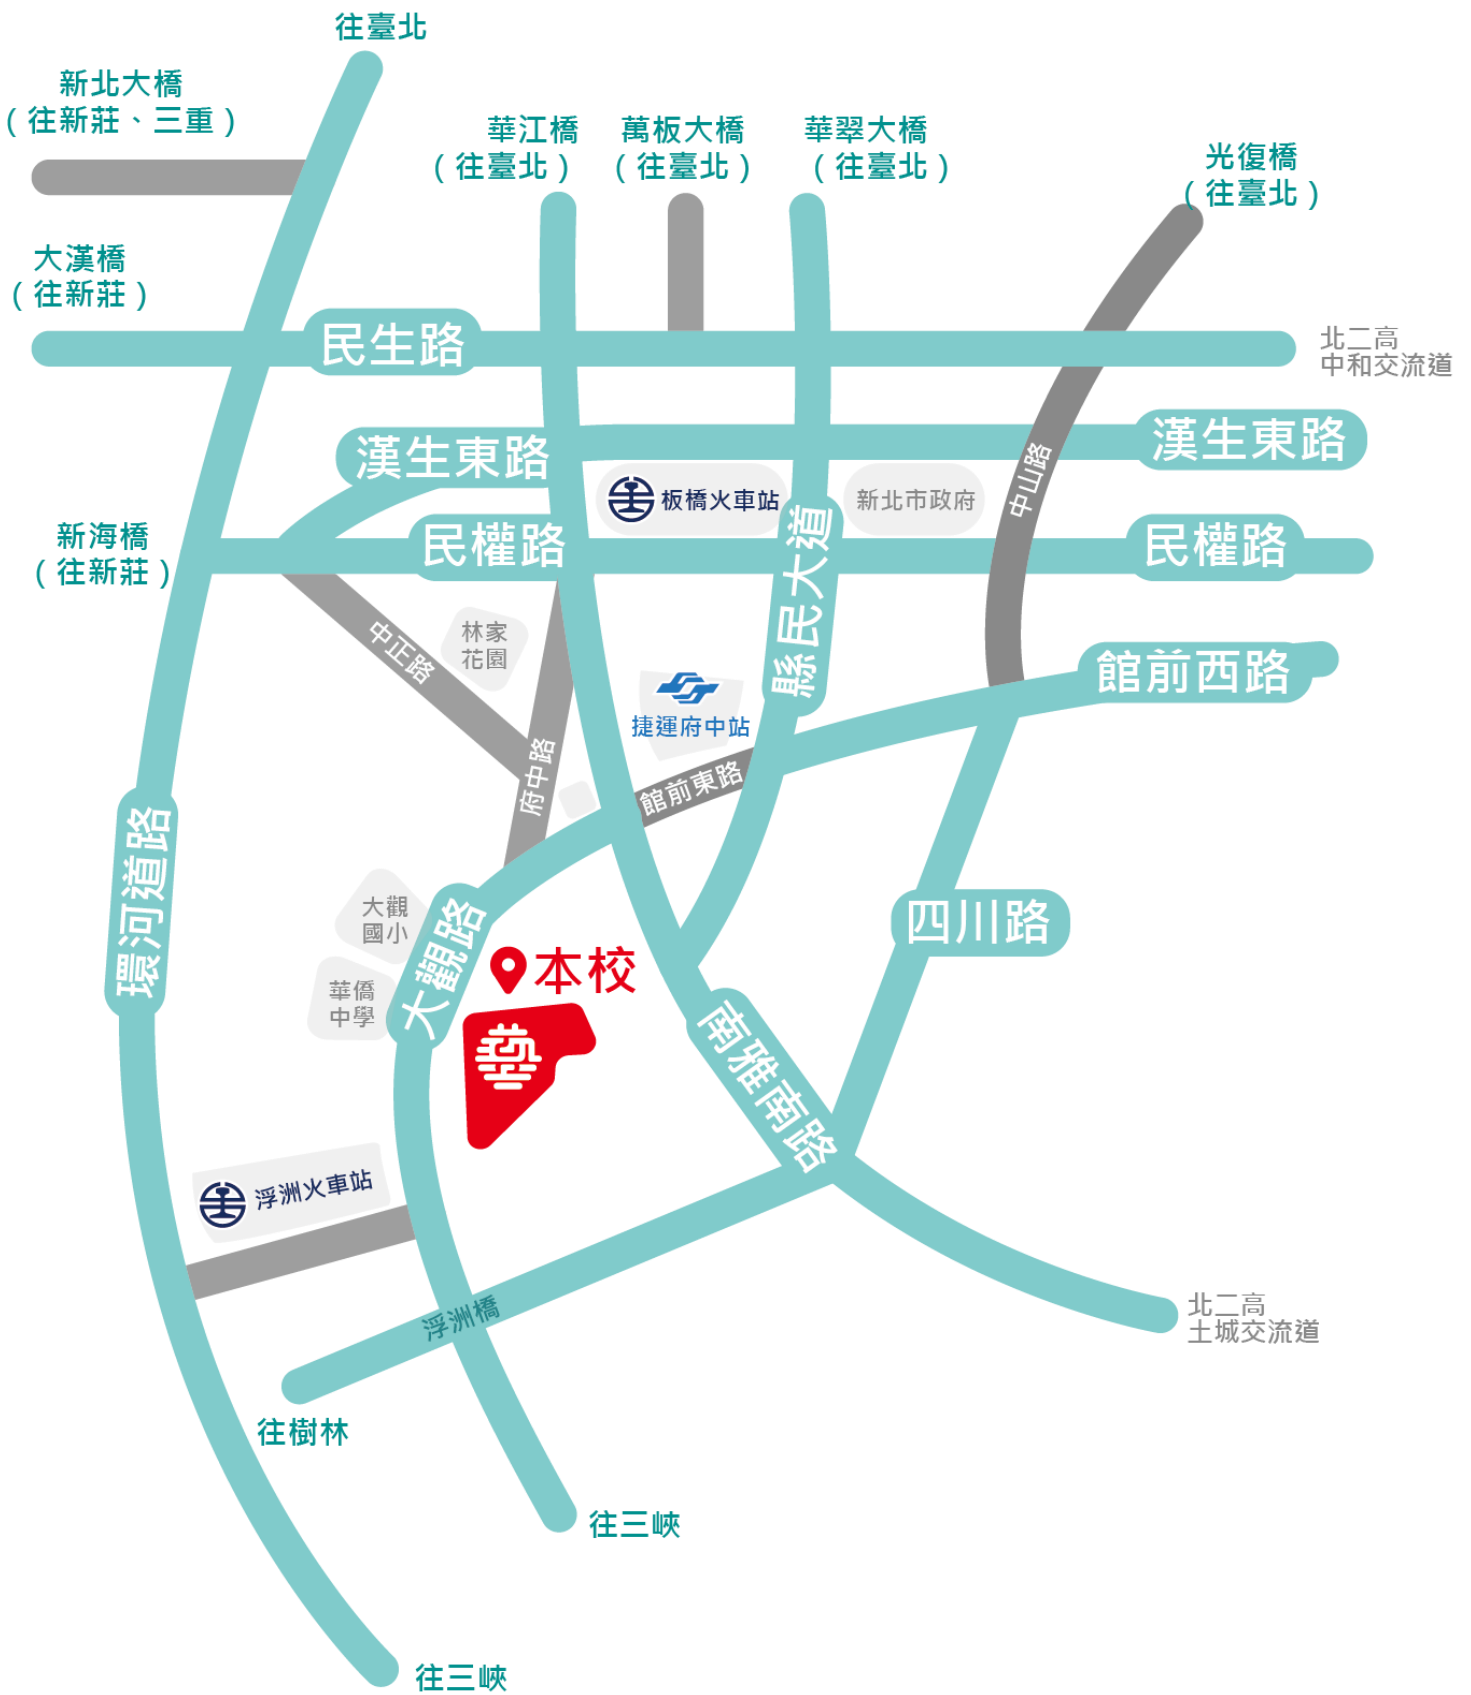 往臺北
新北大橋
（往新莊、三重）
華江橋
（往臺北）
萬板大橋
（往臺北）
華翠大橋
（往臺北）
光復橋
（往臺北）
大漢橋
（往新莊）
民生路
北二高
中和交流道
漢生東路
漢生東路
中山路
板橋火車站
新北市政府
新海橋
（往新莊）
民權路
縣民大道
民權路
中正路
林家
花園
館前西路
捷運府中站
府中路
館前東路
環河道路
大觀
國小
大觀路
四川路
本校
華僑
中學
藝
南雅南路
浮洲火車站
浮洲橋
北二高
土城交流道
往樹林
往三峽
往三峽